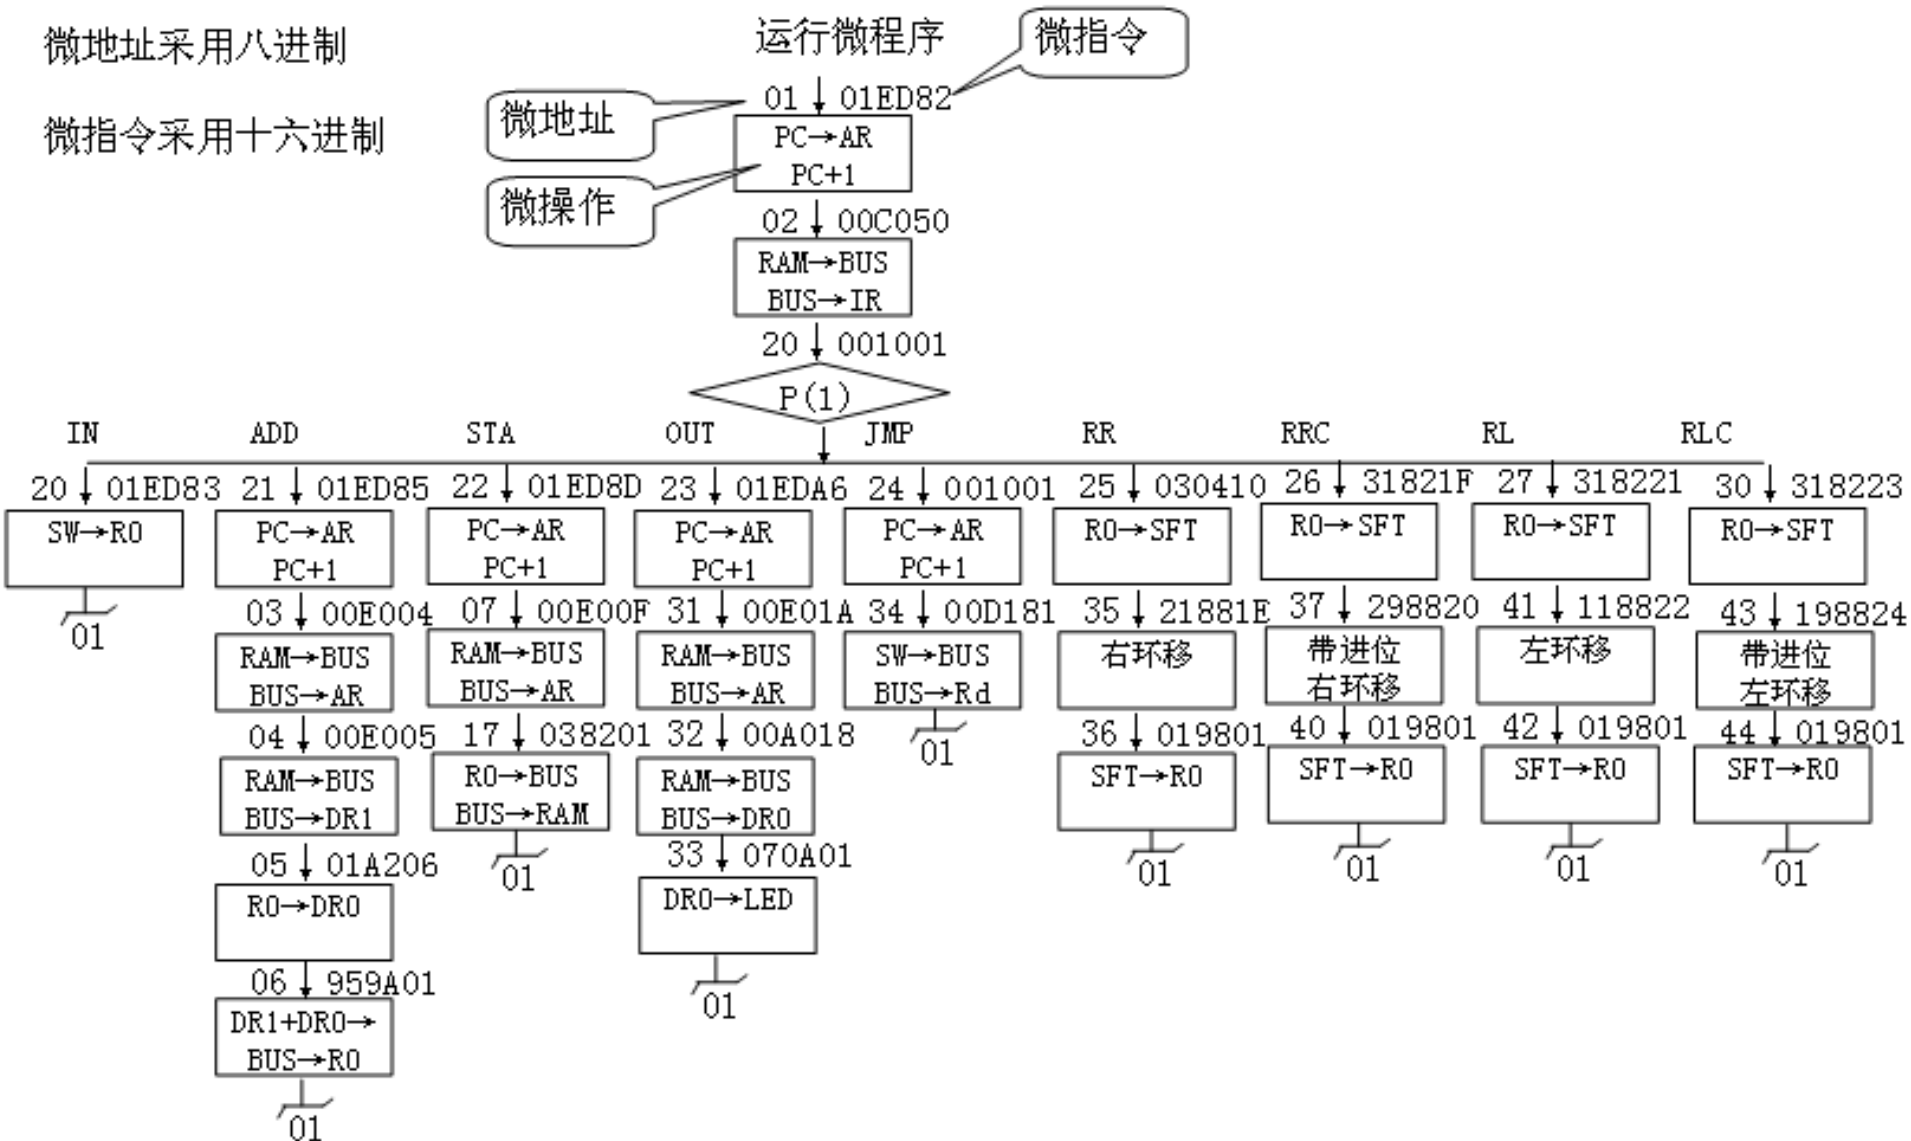 微地址采用八进制
微指令采用十六进制
运行微程序
微指令
微地址
微操作
01 01ED82
PC→AR
PC+1
02 00C050
RAM→BUS
BUS→IR
20 001001
P(1)
IN ADD STA OUT JMP RR RRC RL RLC
20 01ED83
SW→R0
01
21 01ED85
PC→AR
PC+1
03 00E004
RAM→BUS
BUS→AR
04 00E005
RAM→BUS
BUS→DR1
05 01A206
R0→DR0
06 959A01
DR1+DR0→
BUS→R0
01
22 01ED8D
PC→AR
PC+1
07 00E00F
RAM→BUS
BUS→AR
17 038201
R0→BUS
BUS→RAM
01
23 01EDA6
PC→AR
PC+1
31 00E01A
RAM→BUS
BUS→AR
32 00A018
RAM→BUS
BUS→DR0
33 070A01
DR0→LED
01
24 001001
PC→AR
PC+1
34 00D181
SW→BUS
BUS→Rd
01
25 030410
R0→SFT
35 21881E
右环移
36 019801
SFT→R0
01
26 31821F
R0→SFT
37 298820
带进位
右环移
40 019801
SFT→R0
01
27 318221
R0→SFT
41 118822
左环移
42 019801
SFT→R0
01
30 318223
R0→SFT
43 198824
带进位
左环移
44 019801
SFT→R0
01